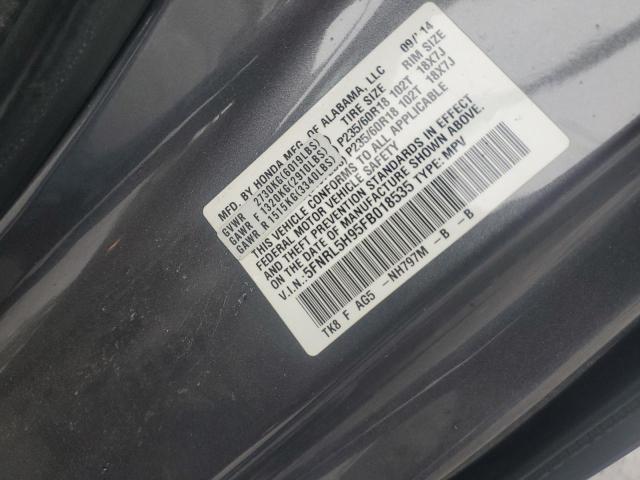 MFD. BY HONDA MFG. OF ALABAMA, LLC 09/'14
GVWR 2730KG(6019LBS) TIRE SIZE RIM SIZE
GAWR F 1320KG(2910LBS) P235/60R18 102T 18X7J
GAWR R 1515KG(3340LBS) P235/60R18 102T 18X7J
THIS VEHICLE CONFORMS TO ALL APPLICABLE
FEDERAL MOTOR VEHICLE SAFETY
AND THEFT PREVENTION STANDARDS IN EFFECT
ON THE DATE OF MANUFACTURE SHOWN ABOVE.
V.I.N.:5FNRL5H95FB018535 TYPE: MPV
TK8 F AG5 -NH797M -B -B